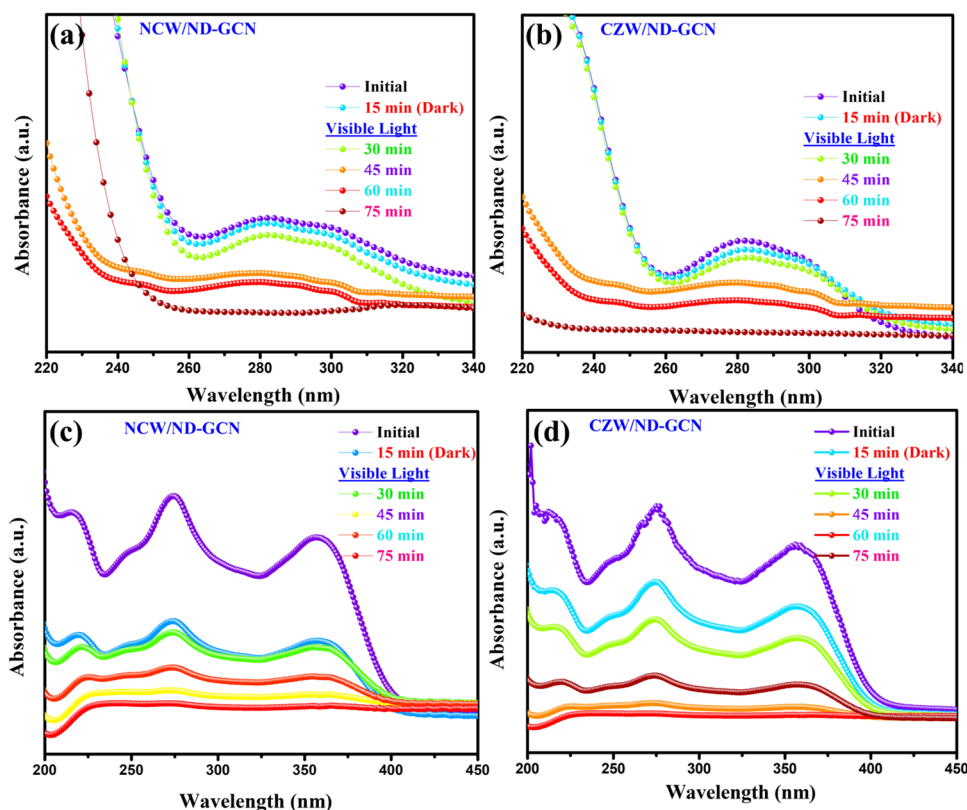 (a)
NCW/ND-GCN
Initial
15 min (Dark)
Visible Light
30 min
45 min
60 min
75 min
Absorbance (a.u.)
220 240 260 280 300 320 340
Wavelength (nm)
(b)
CZW/ND-GCN
Initial
15 min (Dark)
Visible Light
30 min
45 min
60 min
75 min
Absorbance (a.u.)
220 240 260 280 300 320 340
Wavelength (nm)
(c)
NCW/ND-GCN
Initial
15 min (Dark)
Visible Light
30 min
45 min
60 min
75 min
Absorbance (a.u.)
200 250 300 350 400 450
Wavelength (nm)
(d)
CZW/ND-GCN
Initial
15 min (Dark)
Visible Light
30 min
45 min
60 min
75 min
Absorbance (a.u.)
200 250 300 350 400 450
Wavelength (nm)